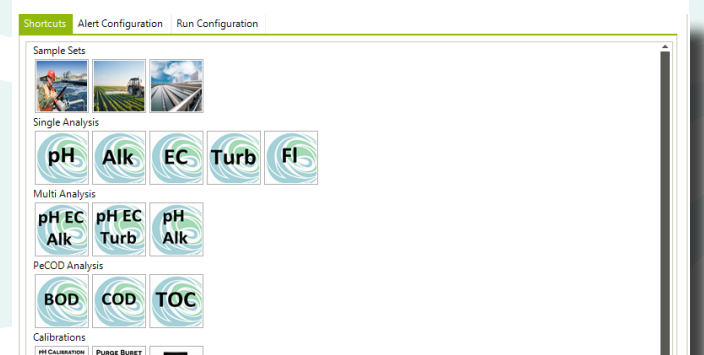 Shortcuts Alert Configuration Run Configuration
Sample Sets
Single Analysis
pH Alk EC Turb Fl
Multi Analysis
pH EC Alk pH EC Turb pH Alk
PeCOD Analysis
BOD COD TOC
Calibrations
PH CALIBRATION PURGE BURET